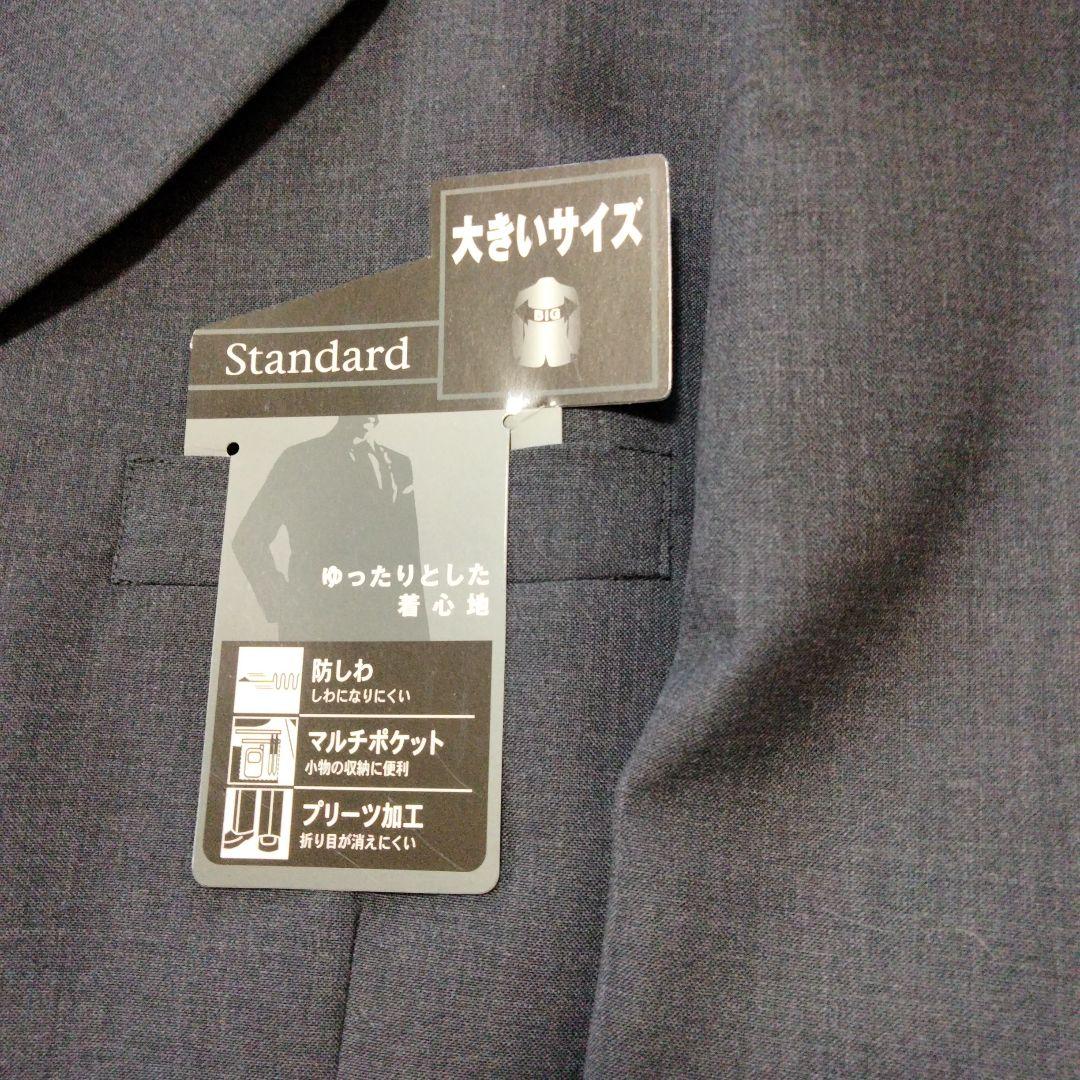 大きいサイズ
BIG
Standard
ゆったりとした
着心地
防しわ
しわになりにくい
マルチポケット
小物の収納に便利
プリーツ加工
折り目が消えにくい